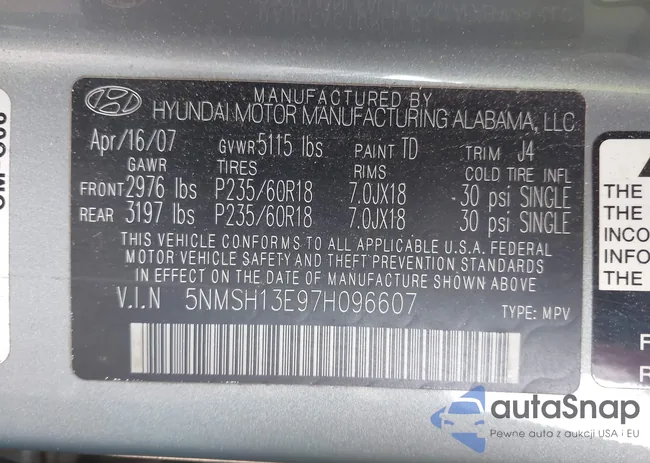 MANUFACTURED BY
HYUNDAI MOTOR MANUFACTURING ALABAMA, LLC
Apr/16/07 GVWR 5115 lbs PAINT TD TRIM J4
GAWR TIRES RIMS COLD TIRE INFL
FRONT 2976 lbs P235/60R18 7.0JX18 30 psi SINGLE
REAR 3197 lbs P235/60R18 7.0JX18 30 psi SINGLE
THIS VEHICLE CONFORMS TO ALL APPLICABLE U.S.A. FEDERAL
MOTOR VEHICLE SAFETY AND THEFT PREVENTION STANDARDS
IN EFFECT ON THE DATE OF MANUFACTURE SHOWN ABOVE
V.I.N 5NMSH13E97H096607 TYPE: MPV
THE
THE
INCO
INFO
F
R
autaSnap
Pewne auta z aukcji USA i EU